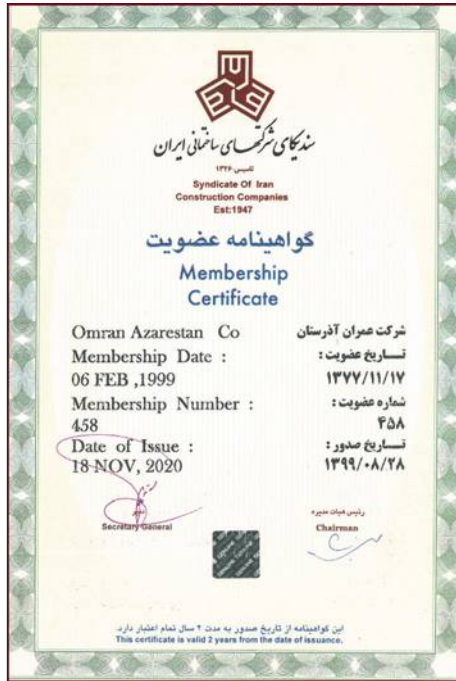 سندیکای شرکتهای ساختمانی ایران
تاسیس:۱۳۲۶
Syndicate Of Iran
Construction Companies
Est:1947
گواهینامه عضویت
Membership
Certificate
Omran Azarestan Co شرکت عمران آذرستان
Membership Date : تــاریخ عضویت :
06 FEB ,1999 ۱۳۷۷/۱۱/۱۷
Membership Number : شماره عضویت :
458 ۴۵۸
Date of Issue : تــاریخ صدور :
18 NOV, 2020 ۱۳۹۹/۰۸/۲۸
دبیر رئیس هیات مدیره
Secretary General Chairman
این گواهینامه از تاریخ صدور به مدت ۲ سال تمام اعتبار دارد.
This certificate is valid 2 years from the date of issuance.